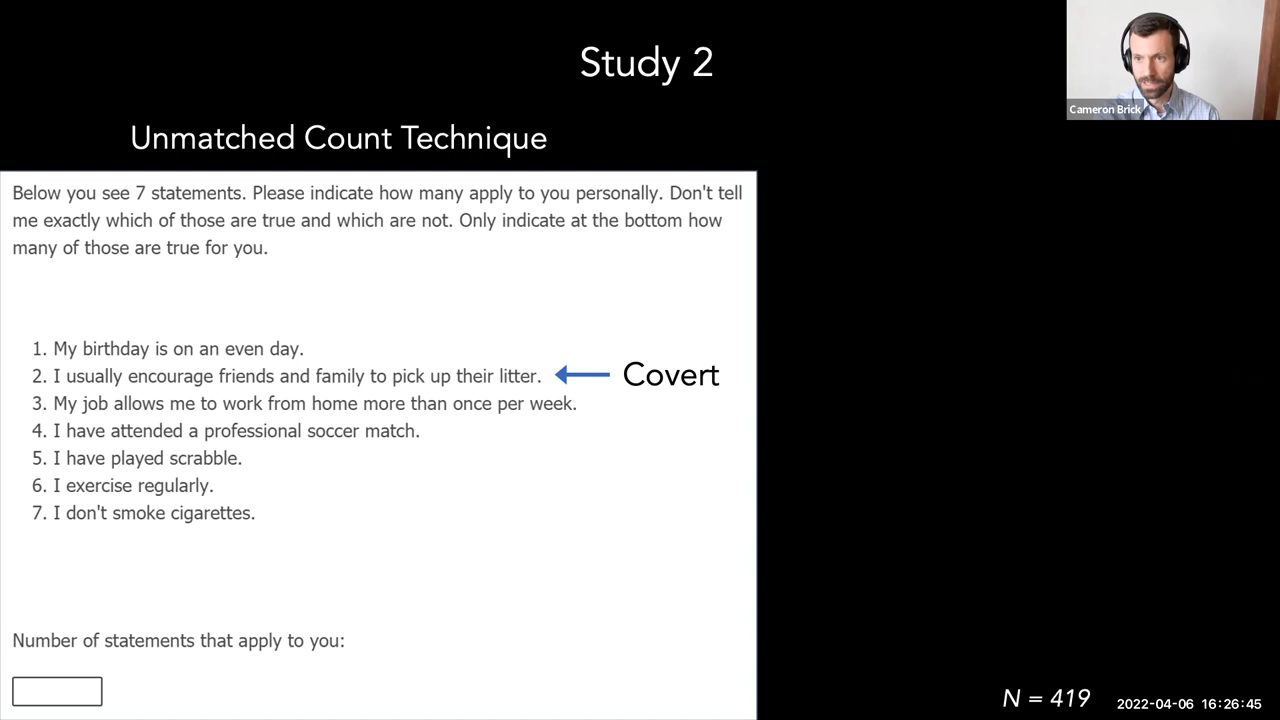 Study 2
Cameron Brick
Unmatched Count Technique
Below you see 7 statements. Please indicate how many apply to you personally. Don't tell
me exactly which of those are true and which are not. Only indicate at the bottom how
many of those are true for you.
1. My birthday is on an even day.
2. I usually encourage friends and family to pick up their litter.
Covert
3. My job allows me to work from home more than once per week.
4. I have attended a professional soccer match.
5. I have played scrabble.
6. I exercise regularly.
7. I don't smoke cigarettes.
Number of statements that apply to you:
N = 419
2022-04-06 16:26:45